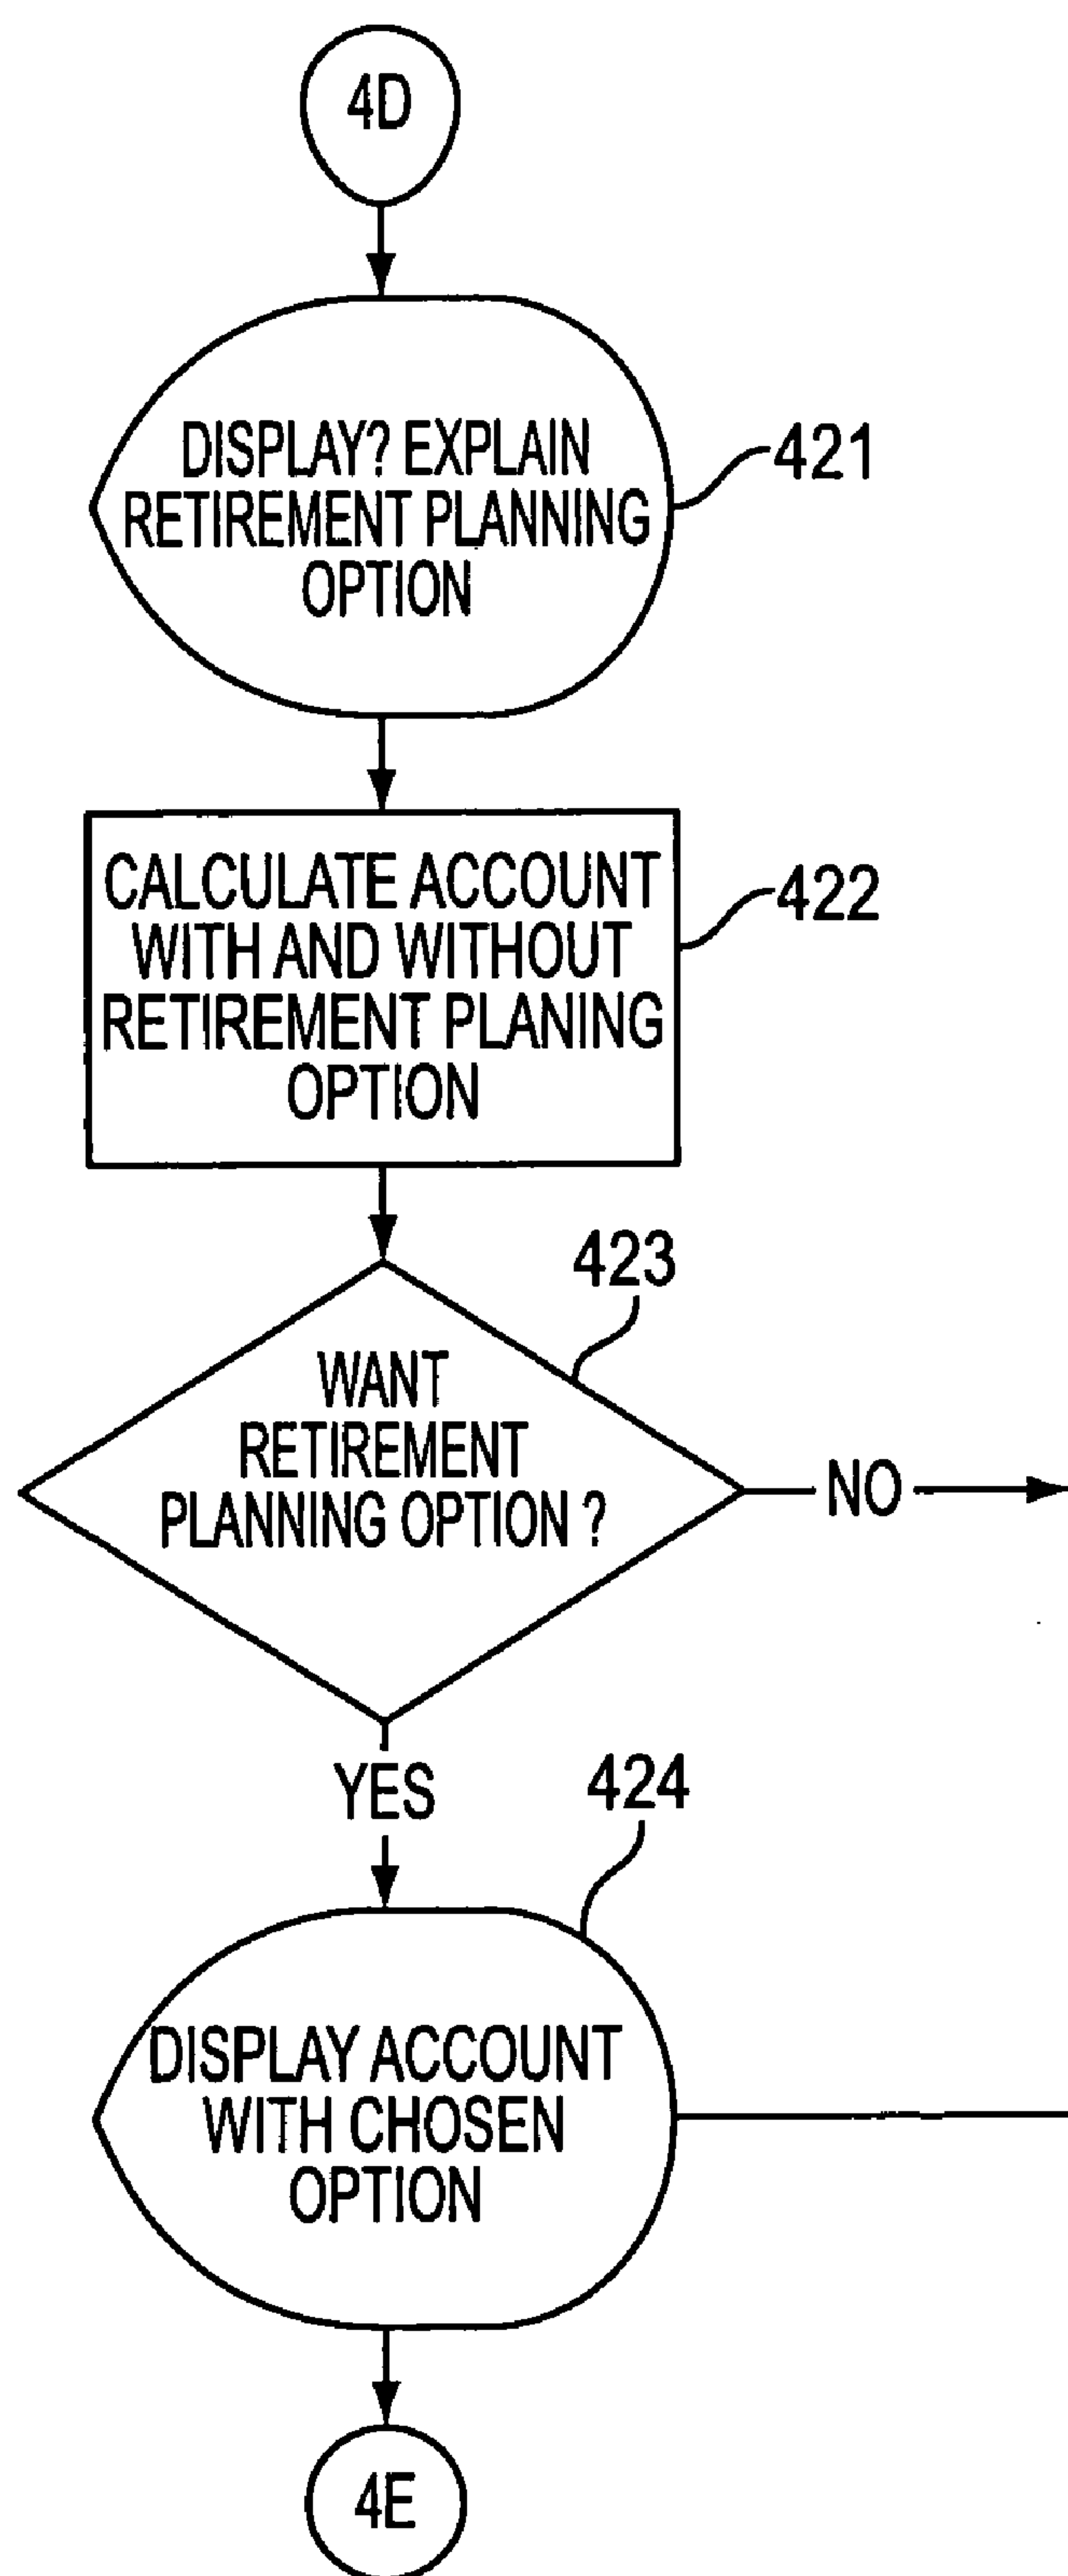 4D
DISPLAY? EXPLAIN
RETIREMENT PLANNING
OPTION
421
CALCULATE ACCOUNT
WITH AND WITHOUT
RETIREMENT PLANING
OPTION
422
423
WANT
RETIREMENT
PLANNING OPTION ?
NO
YES
424
DISPLAY ACCOUNT
WITH CHOSEN
OPTION
4E